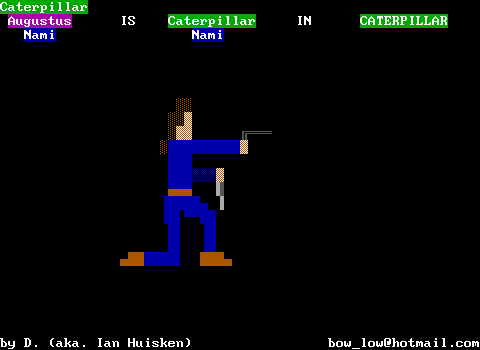 Caterpillar
Augustus IS Caterpillar IN CATERPILLAR
Nami Nami
by D. (aka. Ian Huisken) bow_low@hotmail.com